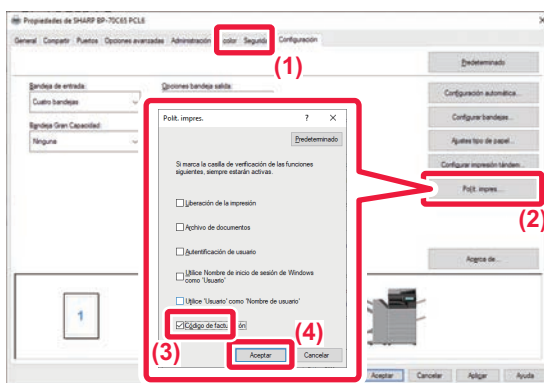 Propiedades de SHARP BP-70C65 PCL6
General Compartir Puertos Opciones avanzadas Administración color Segurida Configuración
(1)
Predeterminado
Bandeja de entrada:
Opciones bandeja salida:
Cuatro bandejas
Configuración automática...
Configurar bandejas...
Bandeja Gran Capacidad:
Ninguna
Ajustes tipo de papel...
Configurar impresión tándem...
Polít. impres....
(2)
Acerca de...
Polít. impres.
? ×
Predeterminado
Si marca la casilla de verificación de las funciones
siguientes, siempre estarán activas.
Liberación de la impresión
Archivo de documentos
Autentificación de usuario
Utilice Nombre de inicio de sesión de Windows
como 'Usuario'
Utilice 'Usuario' como 'Nombre de usuario'
Código de factu ón
(3)
(4)
Aceptar
Cancelar
1
Aceptar Cancelar Aplicar Ayuda